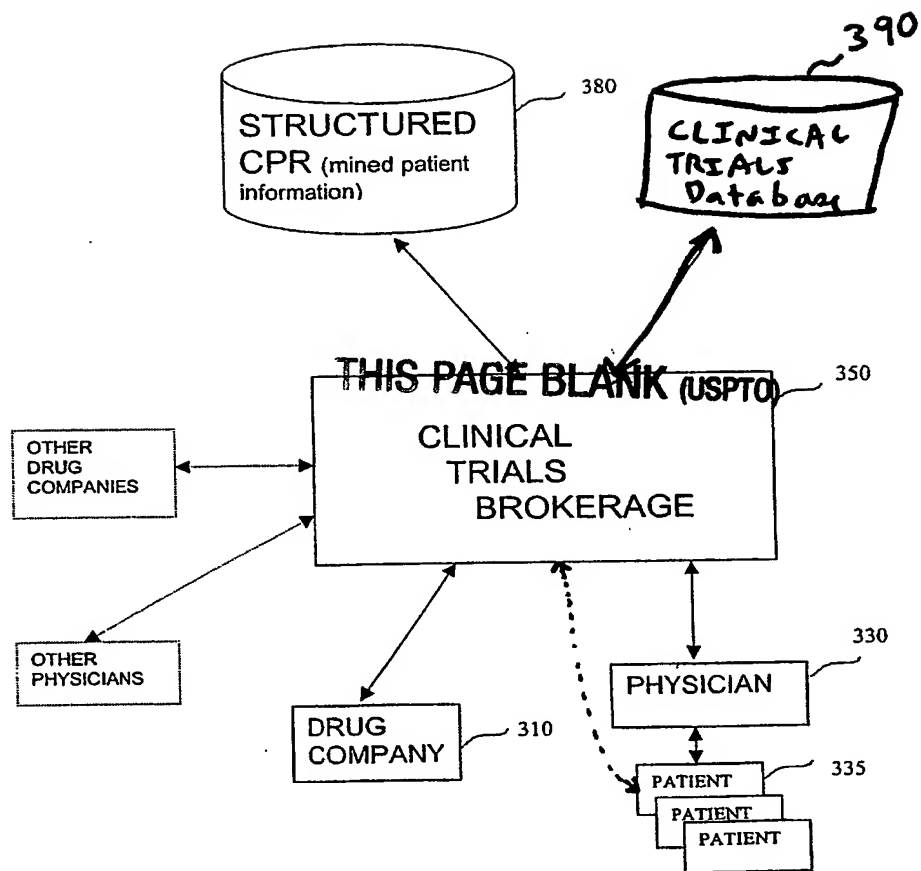 390
380
STRUCTURED
CPR (mined patient
information)
CLINICAL
TRIALS
Database
THIS PAGE BLANK (USPTO)
350
CLINICAL
TRIALS
BROKERAGE
OTHER
DRUG
COMPANIES
OTHER
PHYSICIANS
330
PHYSICIAN
DRUG
COMPANY
310
335
PATIENT
PATIENT
PATIENT